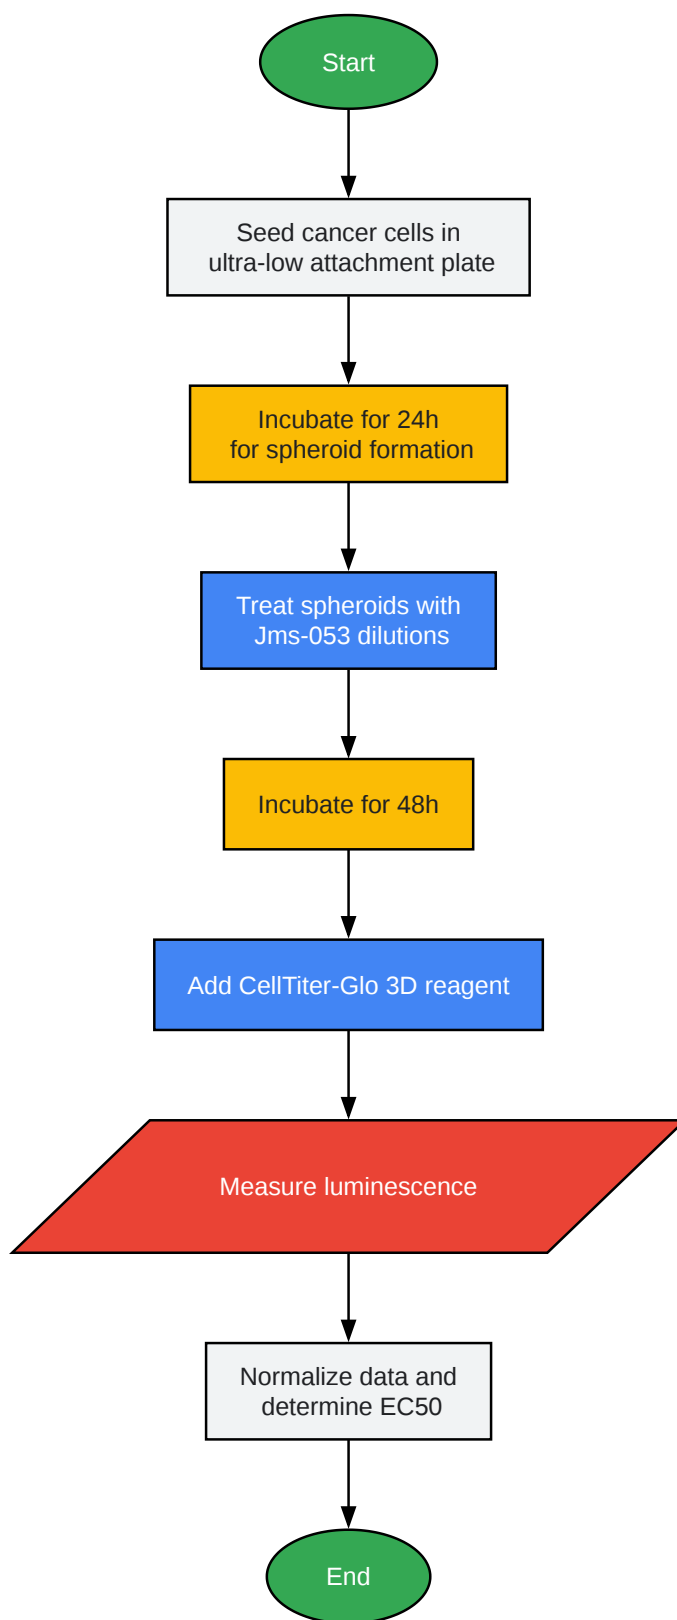 Start
Seed cancer cells in
ultra-low attachment plate
Incubate for 24h
for spheroid formation
Treat spheroids with
Jms-053 dilutions
Incubate for 48h
Add CellTiter-Glo 3D reagent
Measure luminescence
Normalize data and
determine EC50
End